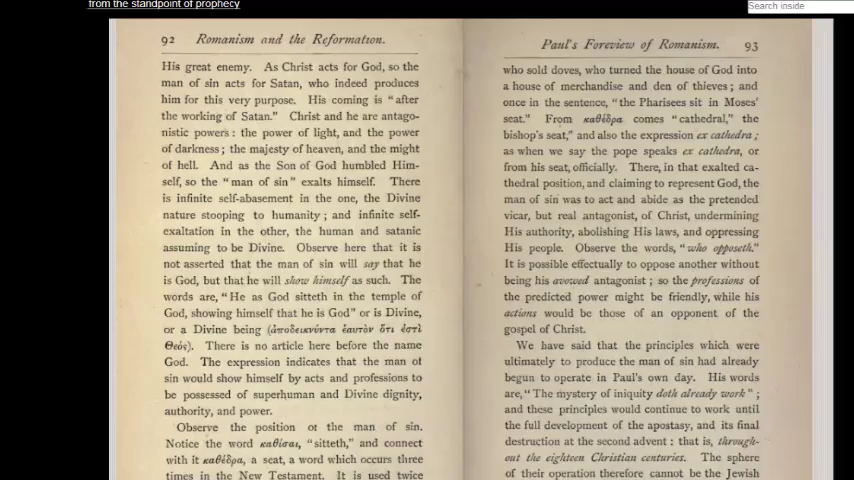 from the standpoint of prophecy
Search inside
92 Romanism and the Reformation.
His great enemy. As Christ acts for God, so the
man of sin acts for Satan, who indeed produces
him for this very purpose. His coming is "after
the working of Satan." Christ and he are antago-
nistic powers: the power of light, and the power
of darkness; the majesty of heaven, and the might
of hell. And as the Son of God humbled Him-
self, so the "man of sin" exalts himself. There
is infinite self-abasement in the one, the Divine
nature stooping to humanity; and infinite self-
exaltation in the other, the human and satanic
assuming to be Divine. Observe here that it is
not asserted that the man of sin will say that he
is God, but that he will show himself as such. The
words are, "He as God sitteth in the temple of
God, showing himself that he is God" or is Divine,
or a Divine being (ἀποδεικνύντα ἑαυτὸν ὅτι ἐστὶ
Θεός). There is no article here before the name
God. The expression indicates that the man of
sin would show himself by acts and professions to
be possessed of superhuman and Divine dignity,
authority, and power.
Observe the position of the man of sin.
Notice the word καθίσαι, "sitteth," and connect
with it καθέδρα, a seat, a word which occurs three
times in the New Testament. It is used twice
Paul's Foreview of Romanism. 93
who sold doves, who turned the house of God into
a house of merchandise and den of thieves; and
once in the sentence, "the Pharisees sit in Moses'
seat." From καθέδρα comes "cathedral," the
bishop's seat," and also the expression ex cathedra;
as when we say the pope speaks ex cathedra, or
from his seat, officially. There, in that exalted ca-
thedral position, and claiming to represent God, the
man of sin was to act and abide as the pretended
vicar, but real antagonist, of Christ, undermining
His authority, abolishing His laws, and oppressing
His people. Observe the words, "who opposeth."
It is possible effectually to oppose another without
being his avowed antagonist; so the professions of
the predicted power might be friendly, while his
actions would be those of an opponent of the
gospel of Christ.
We have said that the principles which were
ultimately to produce the man of sin had already
begun to operate in Paul's own day. His words
are, "The mystery of iniquity doth already work";
and these principles would continue to work until
the full development of the apostasy, and its final
destruction at the second advent: that is, through-
out the eighteen Christian centuries. The sphere
of their operation therefore cannot be the Jewish